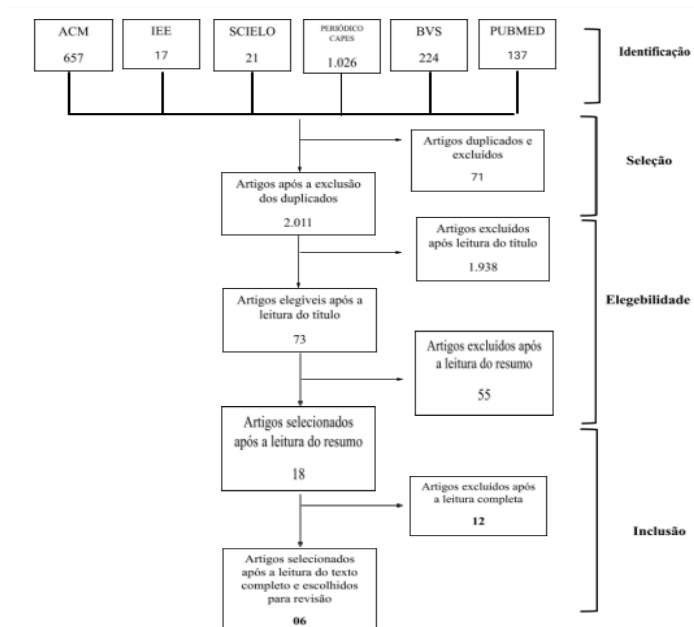 ACM
657
IEE
17
SCIELO
21
PERIÓDICO
CAPES
1.026
BVS
224
PUBMED
137
Identificação
Artigos duplicados e
excluídos
71
Seleção
Artigos após a exclusão
dos duplicados
2.011
Artigos excluídos
após leitura do título
1.938
Elegebilidade
Artigos elegíveis após a
leitura do título
73
Artigos excluídos após
a leitura do resumo
55
Artigos selecionados
após a leitura do resumo
18
Artigos excluídos após
a leitura completa
12
Inclusão
Artigos selecionados
após a leitura do texto
completo e escolhidos
para revisão
06